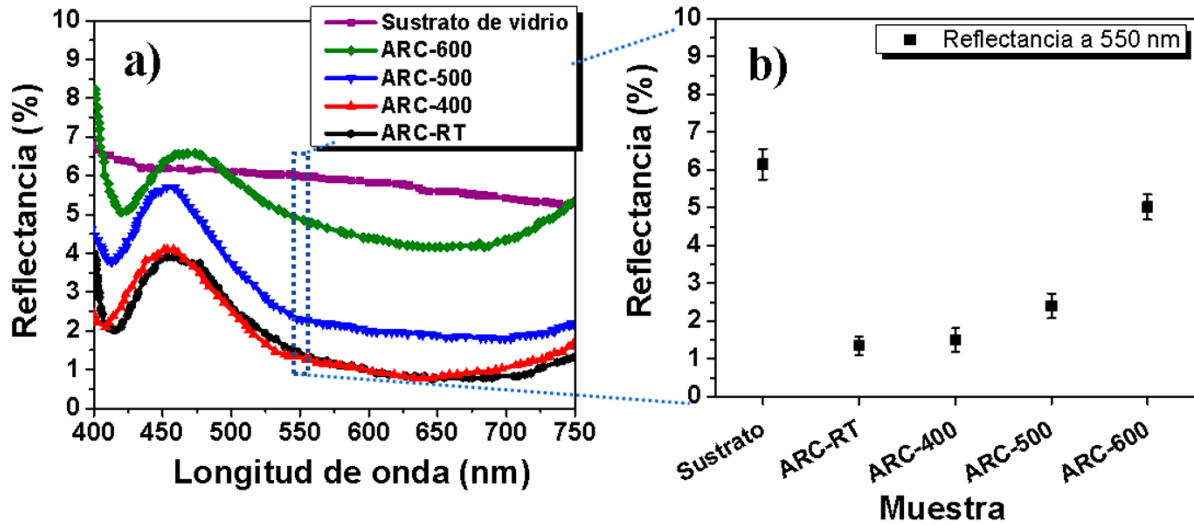 a)
Sustrato de vidrio
ARC-600
ARC-500
ARC-400
ARC-RT
Reflectancia (%)
10
9
8
7
6
5
4
3
2
1
0
400 450 500 550 600 650 700 750
Longitud de onda (nm)
b)
Reflectancia a 550 nm
Reflectancia (%)
10
9
8
7
6
5
4
3
2
1
0
Sustrato
ARC-RT
ARC-400
ARC-500
ARC-600
Muestra